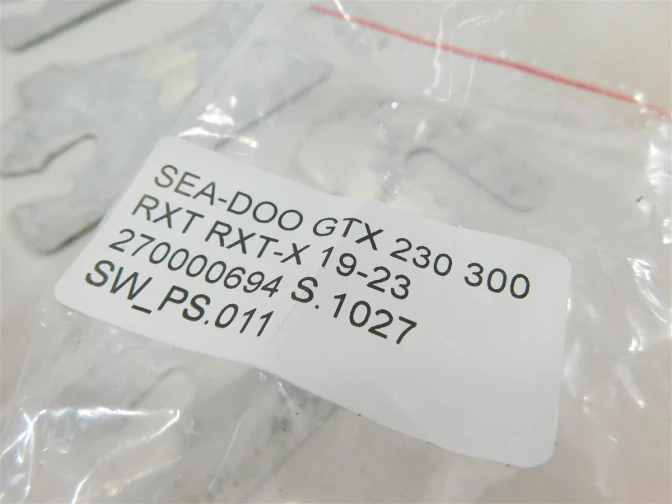 SEA-DOO GTX 230 300
RXT RXT-X 19-23
270000694 S.1027
SW_PS.011